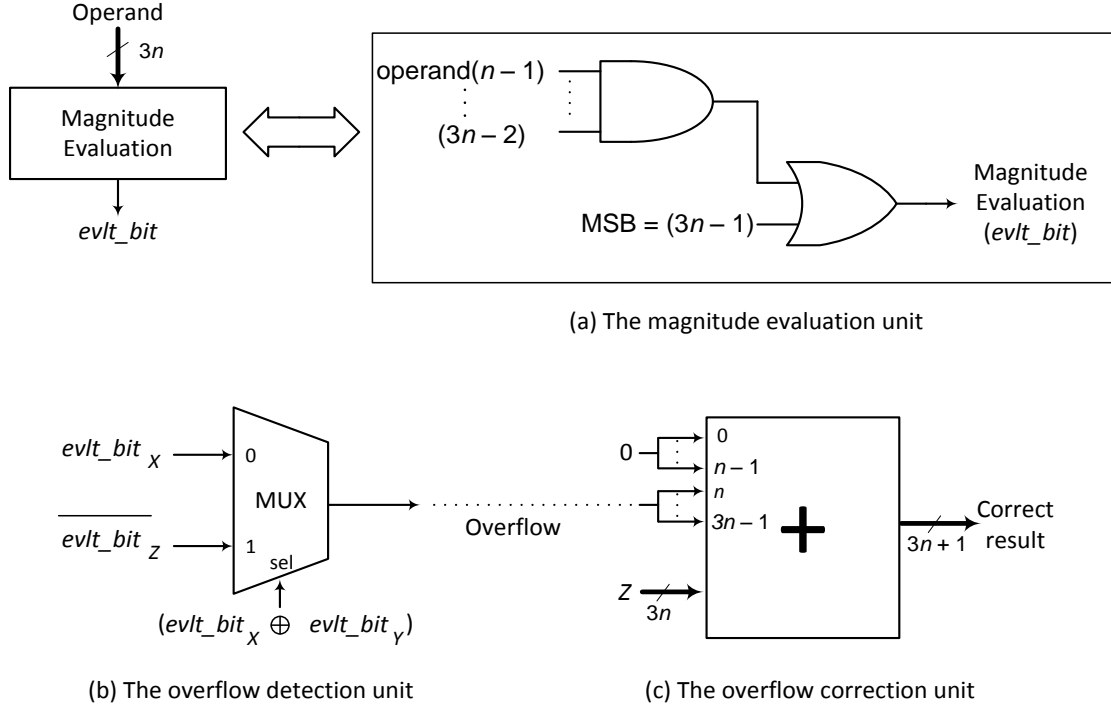 Operand
3n
Magnitude
Evaluation
evlt_bit
operand(n – 1)
(3n – 2)
MSB = (3n – 1)
Magnitude
Evaluation
(evlt_bit)
(a) The magnitude evaluation unit
evlt_bit X
0
MUX
evlt_bit Z
1
sel
(evlt_bit X ⊕ evlt_bit Y)
Overflow
(b) The overflow detection unit
0
0
n – 1
n
3n – 1
+
Z
3n
3n + 1
Correct
result
(c) The overflow correction unit